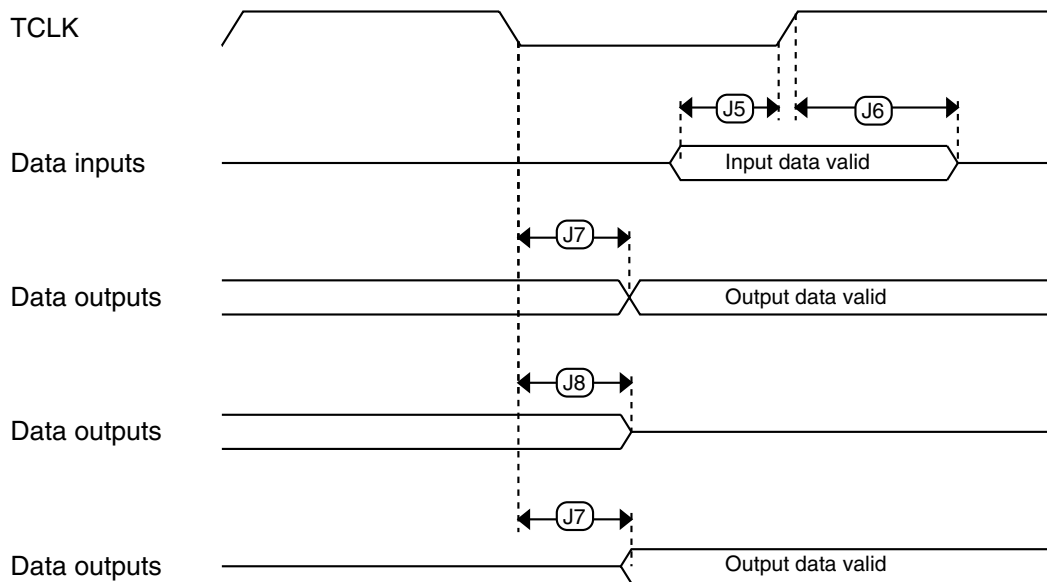 TCLK
J5
J6
Data inputs
Input data valid
J7
Data outputs
Output data valid
J8
Data outputs
J7
Data outputs
Output data valid